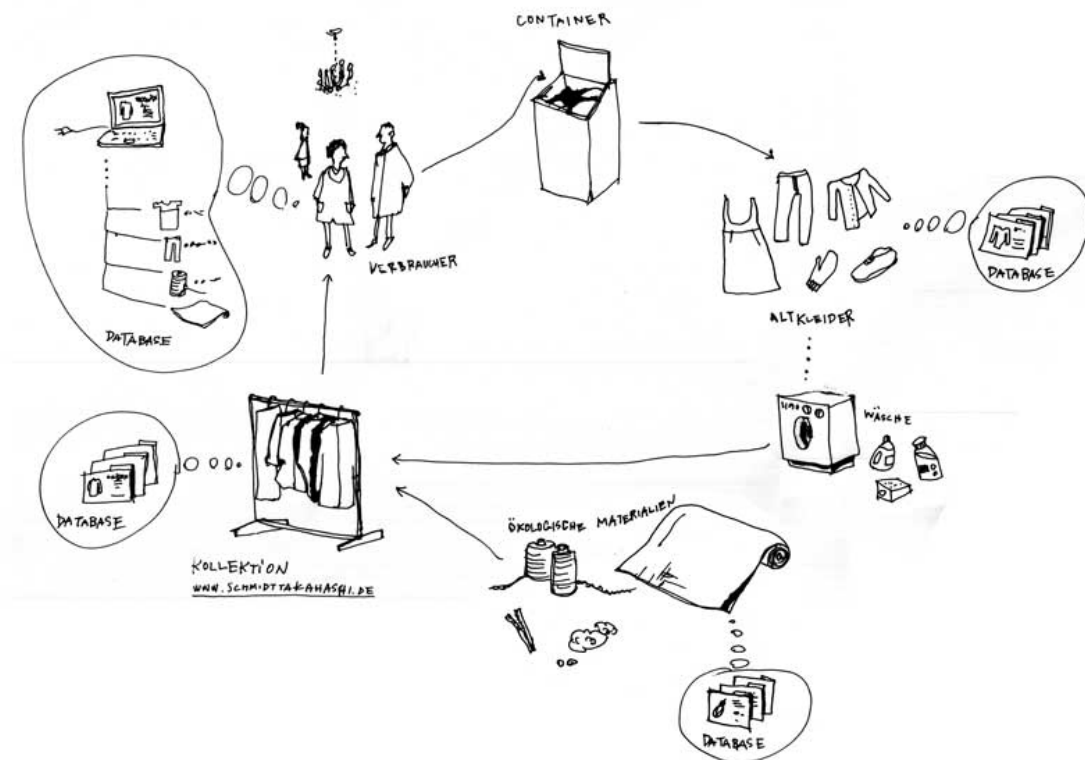 CONTAINER
VERBRAUCHER
DATABASE
DATABASE
ALTKLEIDER
WÄSCHE
DATABASE
ÖKOLOGISCHE MATERIALIEN
KOLLEKTION
WWW.SCHMIDTTAKAHASHI.DE
DATABASE